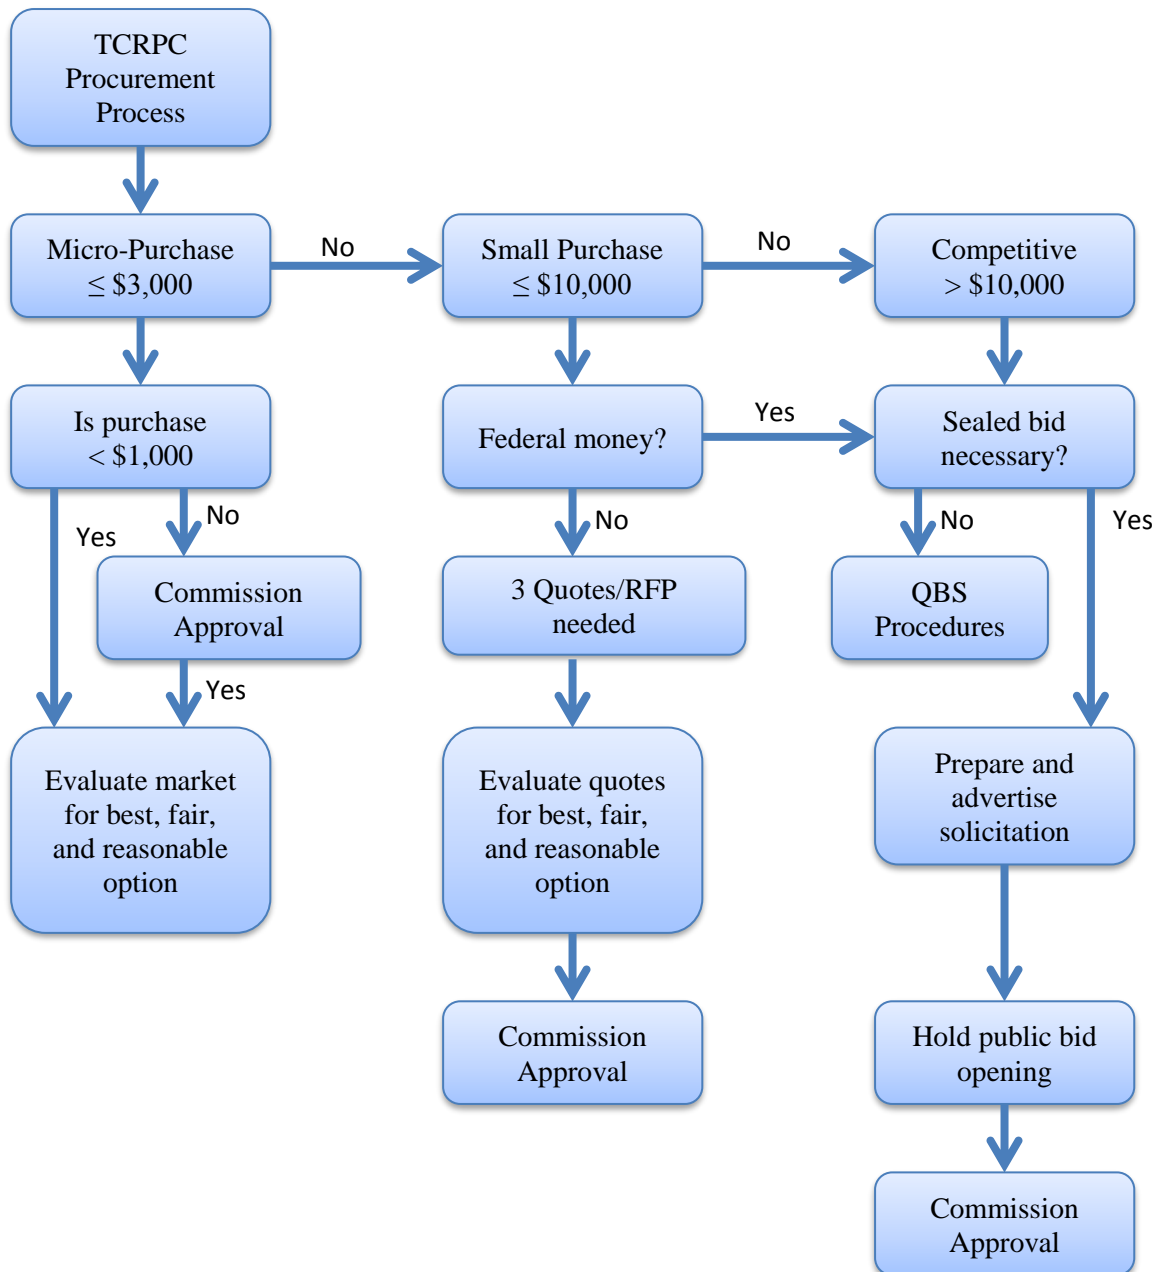 TCRPC
Procurement
Process
Micro-Purchase
≤ $3,000
No
Small Purchase
≤ $10,000
No
Competitive
> $10,000
Is purchase
< $1,000
Federal money?
Yes
Sealed bid
necessary?
Yes
No
No
No
Yes
Commission
Approval
3 Quotes/RFP
needed
QBS
Procedures
Yes
Evaluate market
for best, fair,
and reasonable
option
Evaluate quotes
for best, fair,
and reasonable
option
Prepare and
advertise
solicitation
Commission
Approval
Hold public bid
opening
Commission
Approval